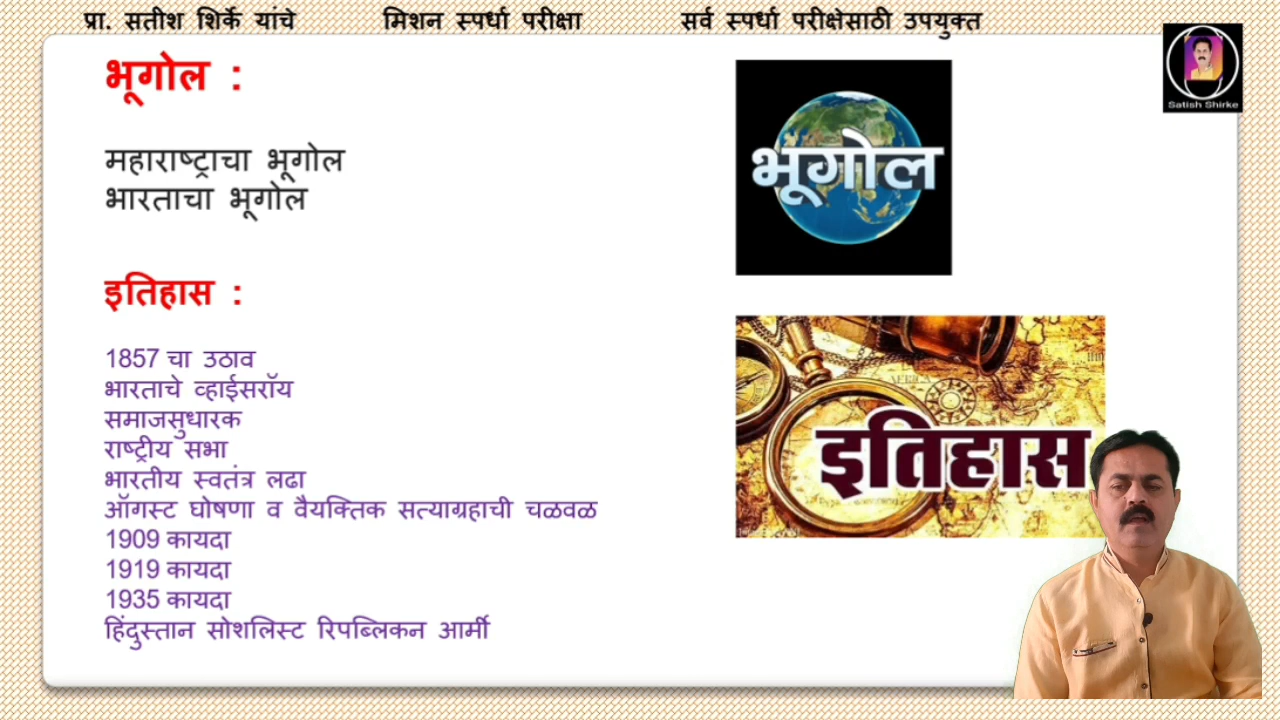 प्रा. सतीश शिर्के यांचे मिशन स्पर्धा परीक्षा सर्व स्पर्धा परीक्षेसाठी उपयुक्त
Satish Shirke
भूगोल :
भूगोल
महाराष्ट्राचा भूगोल
भारताचा भूगोल
इतिहास :
AFRICA
इतिहास
1857 चा उठाव
भारताचे व्हाईसरॉय
समाजसुधारक
राष्ट्रीय सभा
भारतीय स्वतंत्र लढा
ऑगस्ट घोषणा व वैयक्तिक सत्याग्रहाची चळवळ
1909 कायदा
1919 कायदा
1935 कायदा
हिंदुस्तान सोशलिस्ट रिपब्लिकन आर्मी